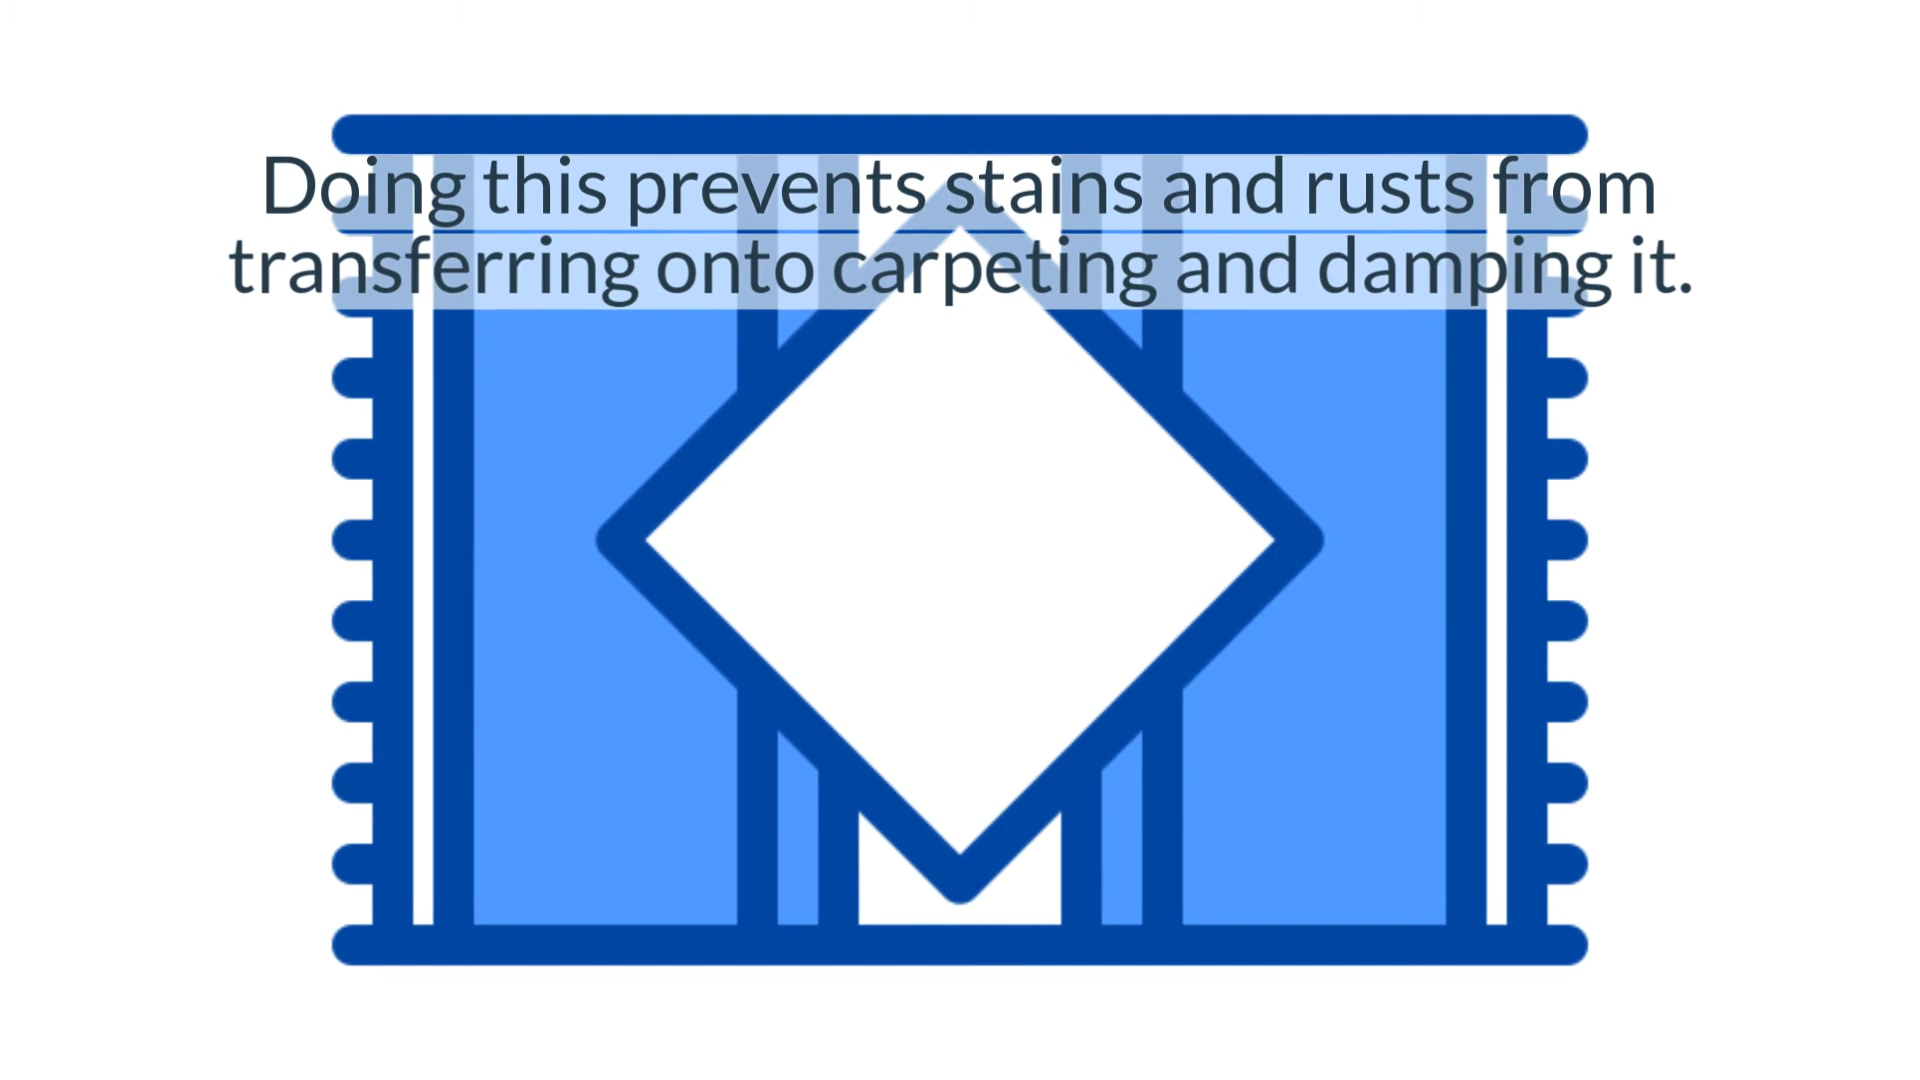 Doing this prevents stains and rusts from
transferring onto carpeting and damping it.